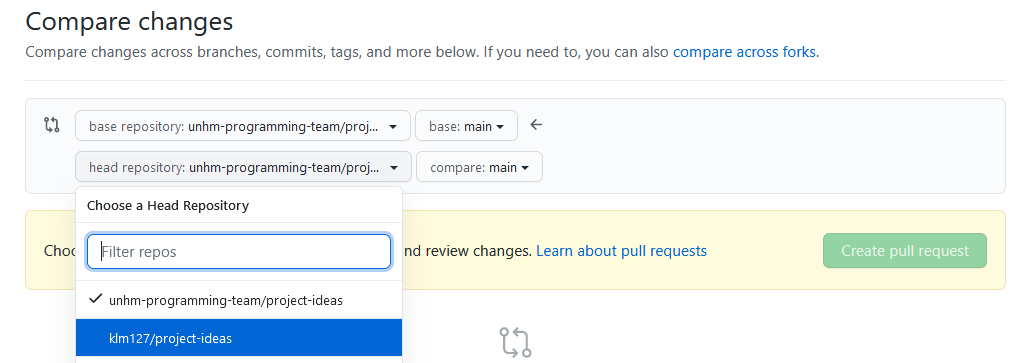 Compare changes
Compare changes across branches, commits, tags, and more below. If you need to, you can also compare across forks.
base repository: unhm-programming-team/proj... base: main
head repository: unhm-programming-team/proj... compare: main
Choose a Head Repository
Filter repos
Choo nd review changes. Learn about pull requests Create pull request
unhm-programming-team/project-ideas
klm127/project-ideas